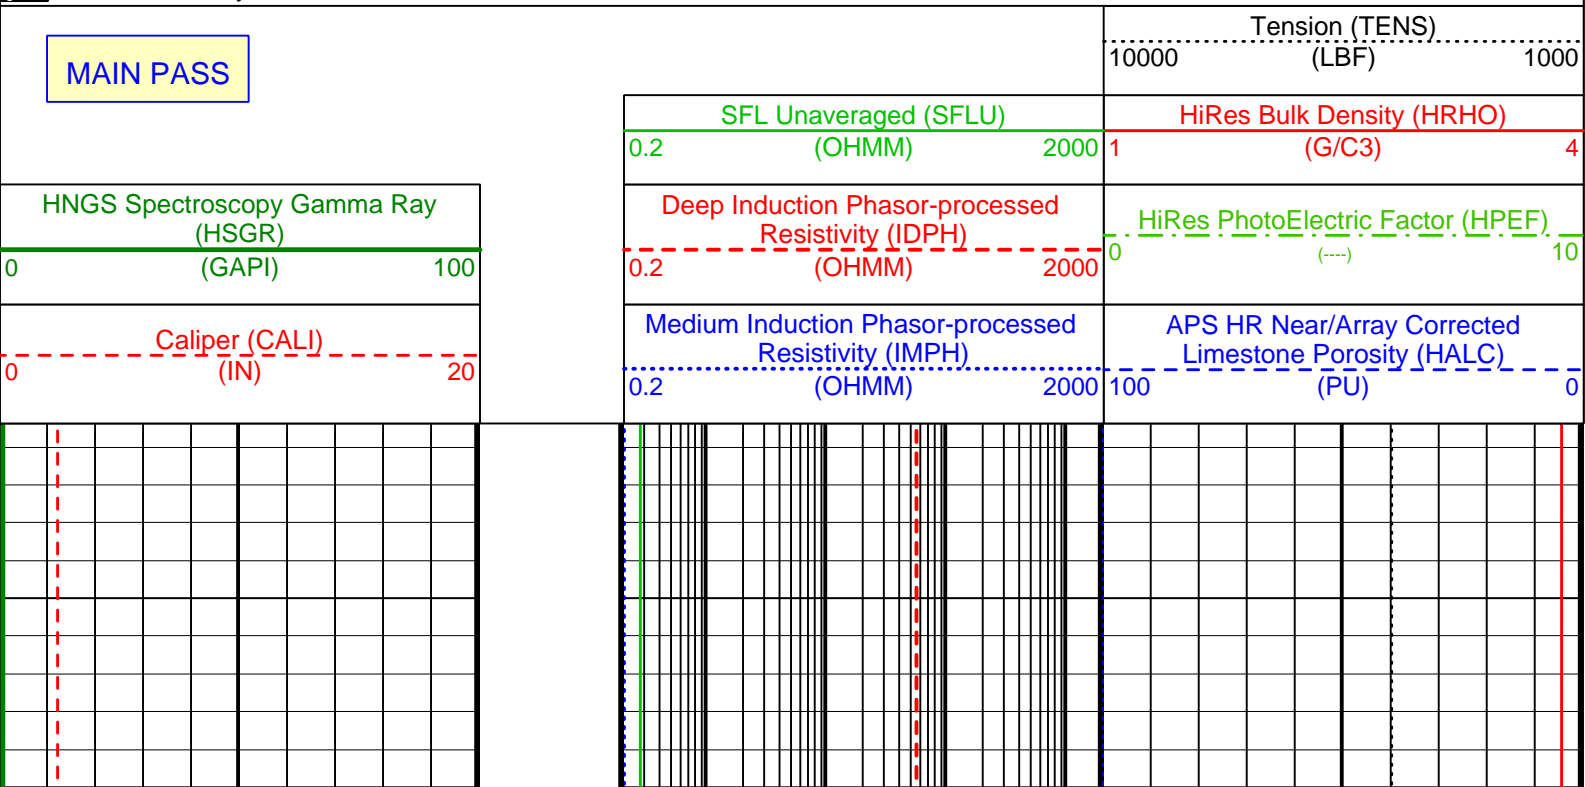 MAIN PASS
Tension (TENS)
10000 (LBF) 1000
SFL Unaveraged (SFLU)
0.2 (OHMM) 2000
HiRes Bulk Density (HRHO)
1 (G/C3) 4
HNGS Spectroscopy Gamma Ray
(HSGR)
0 (GAPI) 100
Deep Induction Phasor-processed
Resistivity (IDPH)
0.2 (OHMM) 2000
HiRes PhotoElectric Factor (HPEF)
0 (----) 10
Caliper (CALI)
0 (IN) 20
Medium Induction Phasor-processed
Resistivity (IMPH)
0.2 (OHMM) 2000
APS HR Near/Array Corrected
Limestone Porosity (HALC)
100 (PU) 0